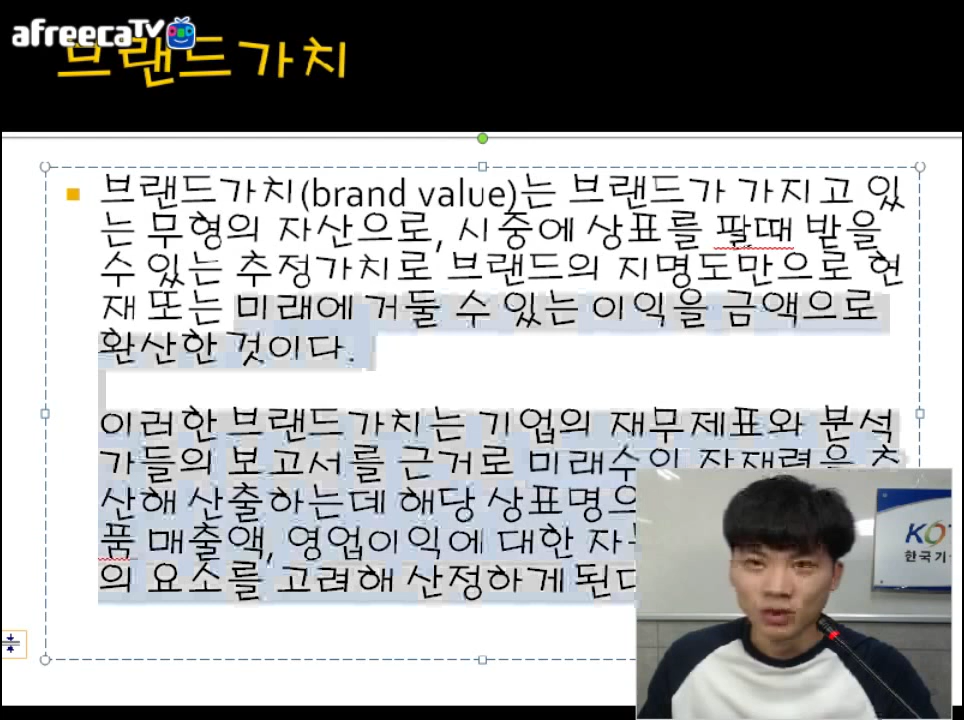 afreecaTV
브랜드가치
브랜드가치(brand value)는 브랜드가 가지고 있
는 무형의 자산으로, 시중에 상표를 팔때 받을
수 있는 추정가치로 브랜드의 지명도만으로 현
재 또는 미래에 거둘 수 있는 이익을 금액으로
환산한 것이다.
이러한 브랜드가치는 기업의 재무제표와 분석
가들의 보고서를 근거로 미래수익 잠재력을 추
산해 산출하는데 해당 상표명으
품 매출액, 영업이익에 대한
의 요소를 고려해 산정하게 된다
한국기